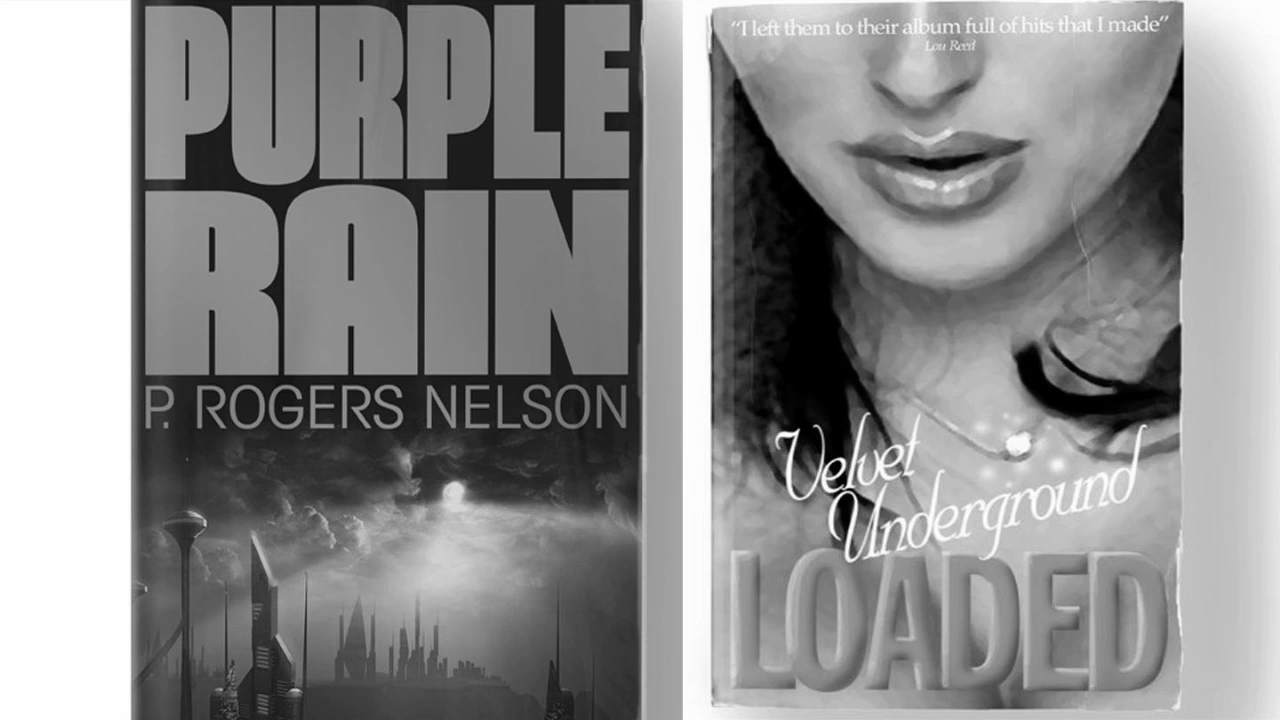 PURPLE
RAIN
P. ROGERS NELSON
“I left them to their album full of hits that I made”
Lou Reed
Velvet
Underground
LOADED